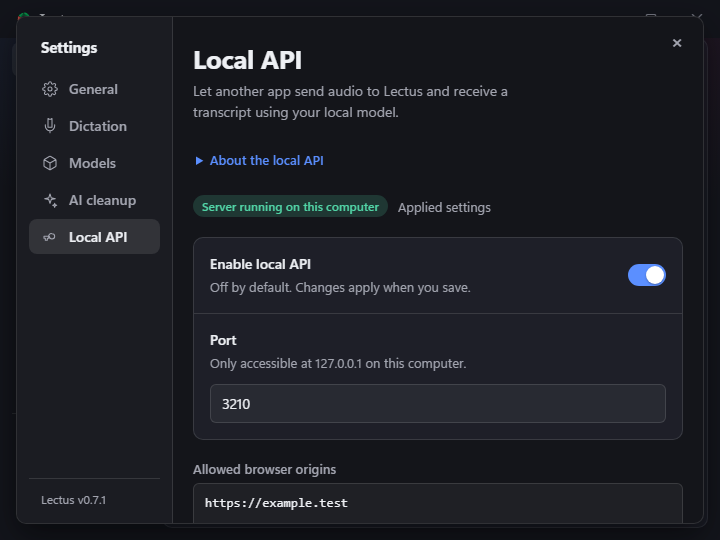 Settings
General
Dictation
Models
AI cleanup
Local API
Lectus v0.7.1
Local API
Let another app send audio to Lectus and receive a
transcript using your local model.
About the local API
Server running on this computer
Applied settings
Enable local API
Off by default. Changes apply when you save.
Port
Only accessible at 127.0.0.1 on this computer.
3210
Allowed browser origins
https://example.test